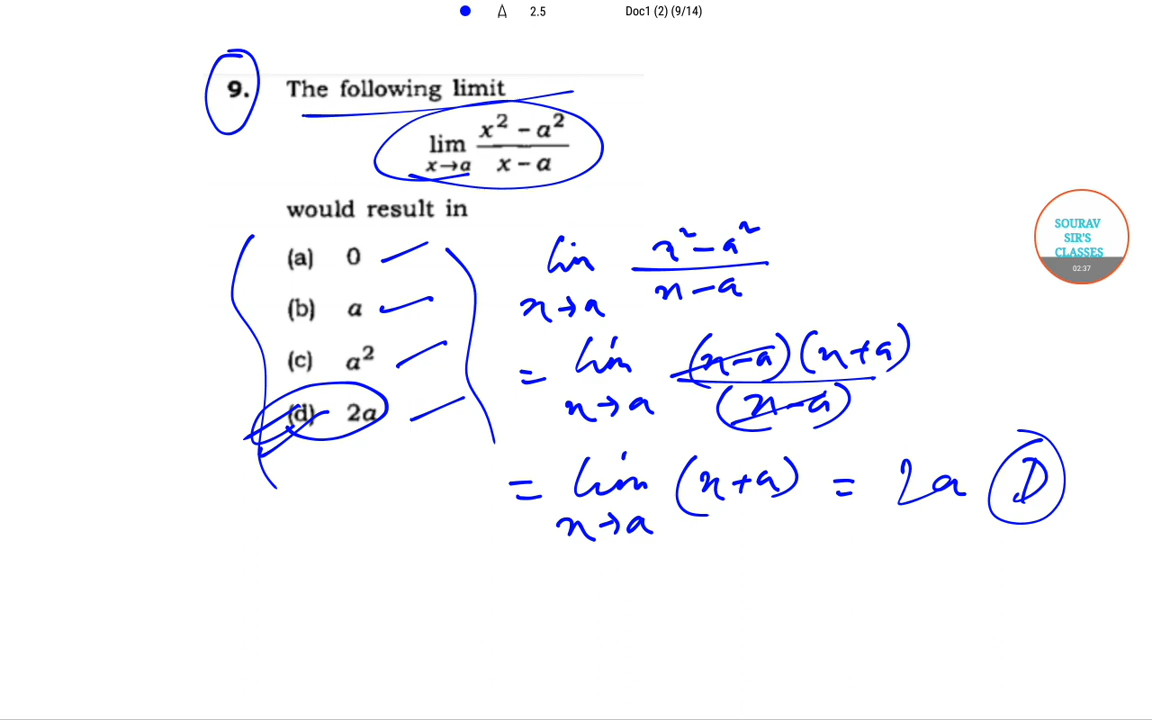 2.5 Doc1 (2) (9/14)
9. The following limit
lim x→a x² - a² / x - a
would result in
(a) 0
(b) a
(c) a²
(d) 2a
lim x→a x²-a² / x-a
= lim x→a (x-a)(x+a) / (x-a)
= lim x→a (x+a) = 2a D
SOURAV
SIR'S
CLASSES
02:37